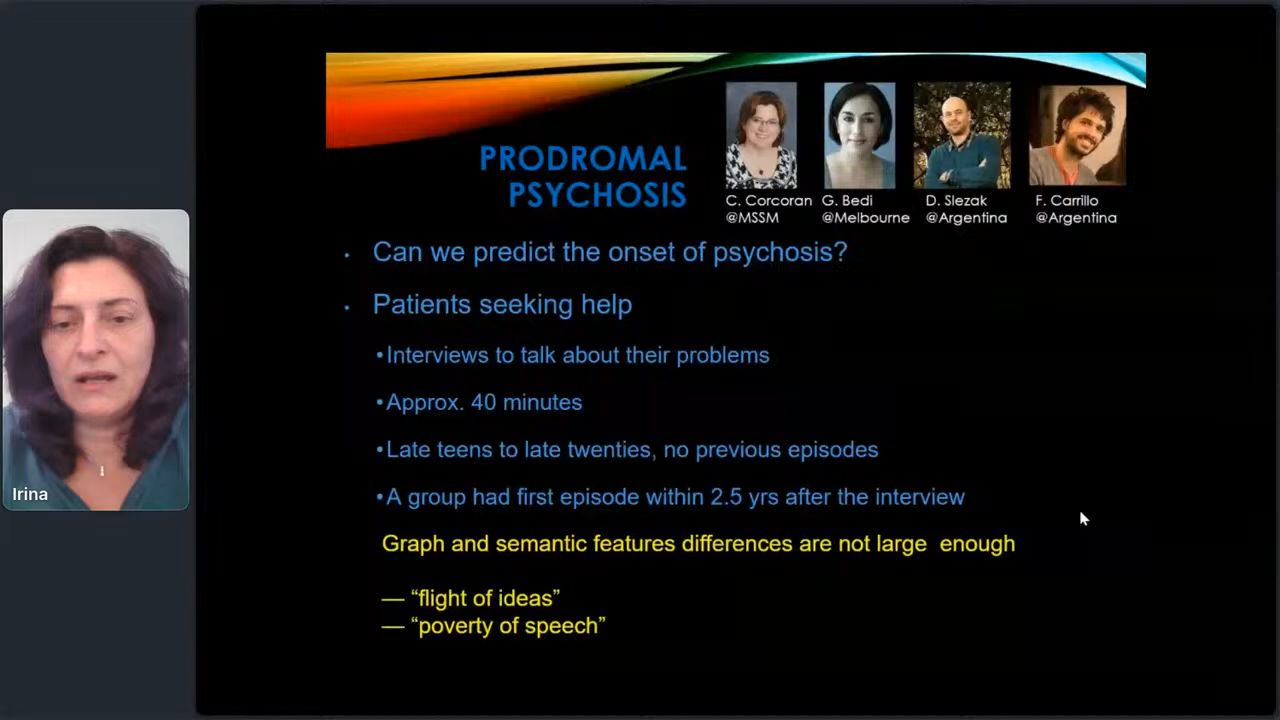 PRODROMAL
PSYCHOSIS
C. Corcoran
@MSSM
G. Bedi
@Melbourne
D. Slezak
@Argentina
F. Carrillo
@Argentina
• Can we predict the onset of psychosis?
• Patients seeking help
•Interviews to talk about their problems
•Approx. 40 minutes
•Late teens to late twenties, no previous episodes
•A group had first episode within 2.5 yrs after the interview
Graph and semantic features differences are not large  enough
— “flight of ideas”
— “poverty of speech”
Irina